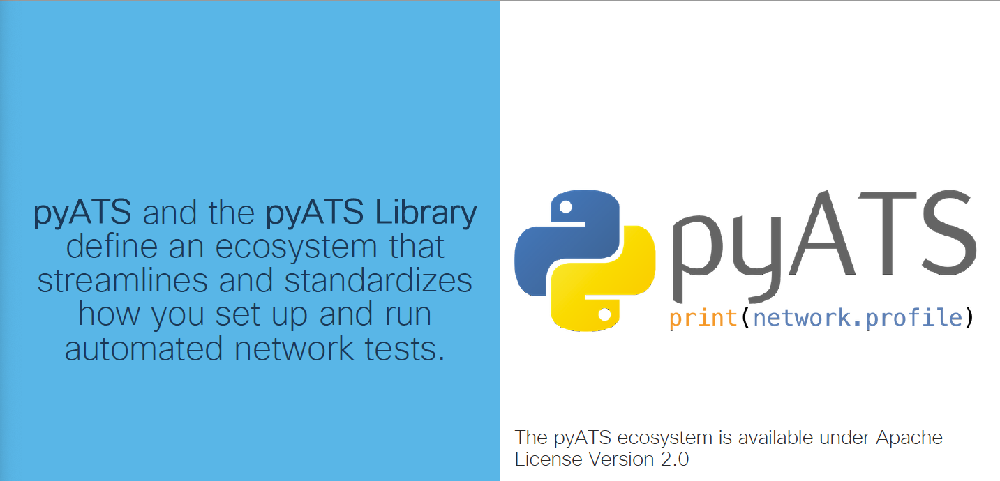 pyATS and the pyATS Library
define an ecosystem that
streamlines and standardizes
how you set up and run
automated network tests.
pyATS
print(network.profile)
The pyATS ecosystem is available under Apache
License Version 2.0